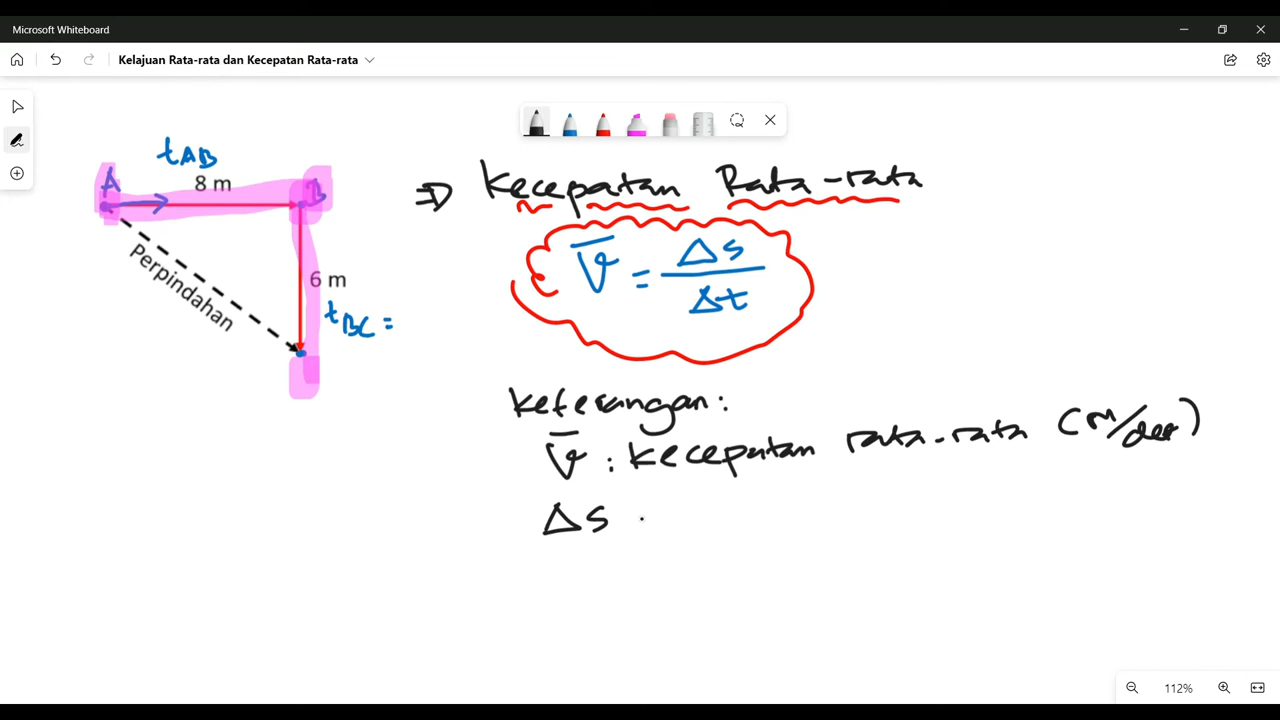 Microsoft Whiteboard
Kelajuan Rata-rata dan Kecepatan Rata-rata
tAB
A
8 m
B
6 m
tBC =
Perpindahan
⇒ Kecepatan Rata-rata
v̅ = Δs / Δt
Keterangan:
v̅ : Kecepatan rata-rata (m/det)
Δs
112%